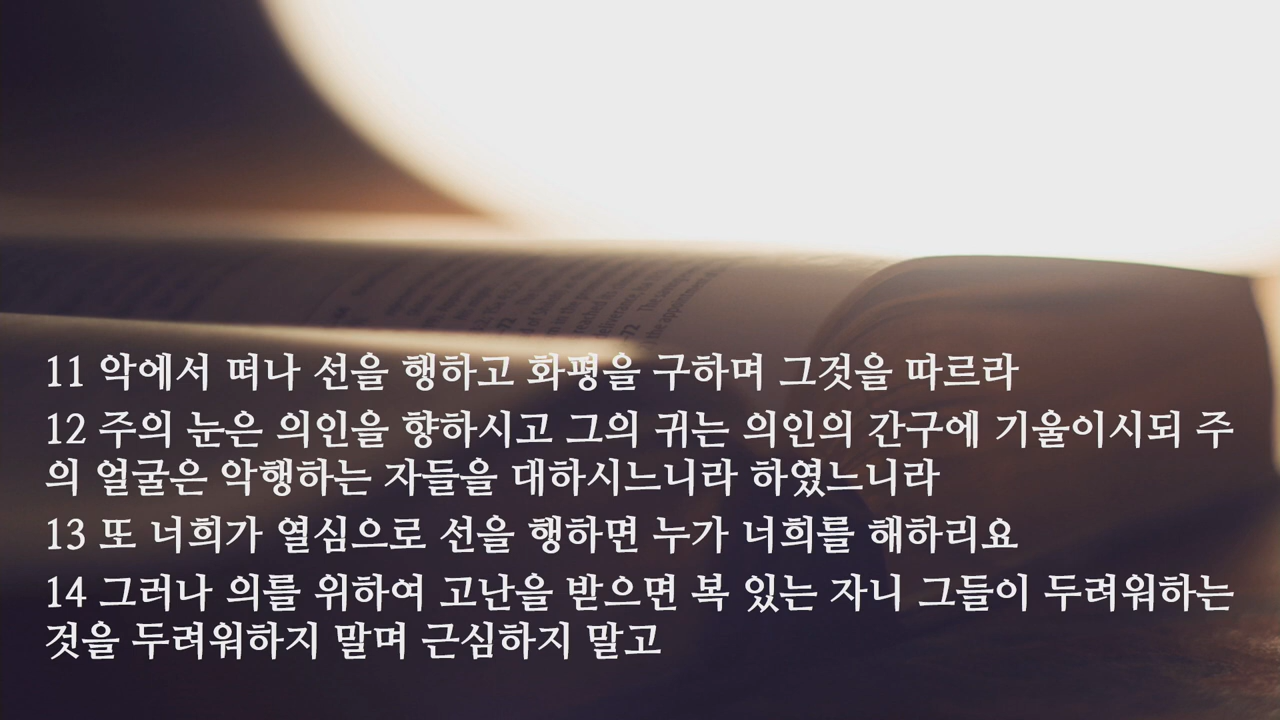 11 악에서 떠나 선을 행하고 화평을 구하며 그것을 따르라
12 주의 눈은 의인을 향하시고 그의 귀는 의인의 간구에 기울이시되 주
의 얼굴은 악행하는 자들을 대하시느니라 하였느니라
13 또 너희가 열심으로 선을 행하면 누가 너희를 해하리요
14 그러나 의를 위하여 고난을 받으면 복 있는 자니 그들이 두려워하는
것을 두려워하지 말며 근심하지 말고